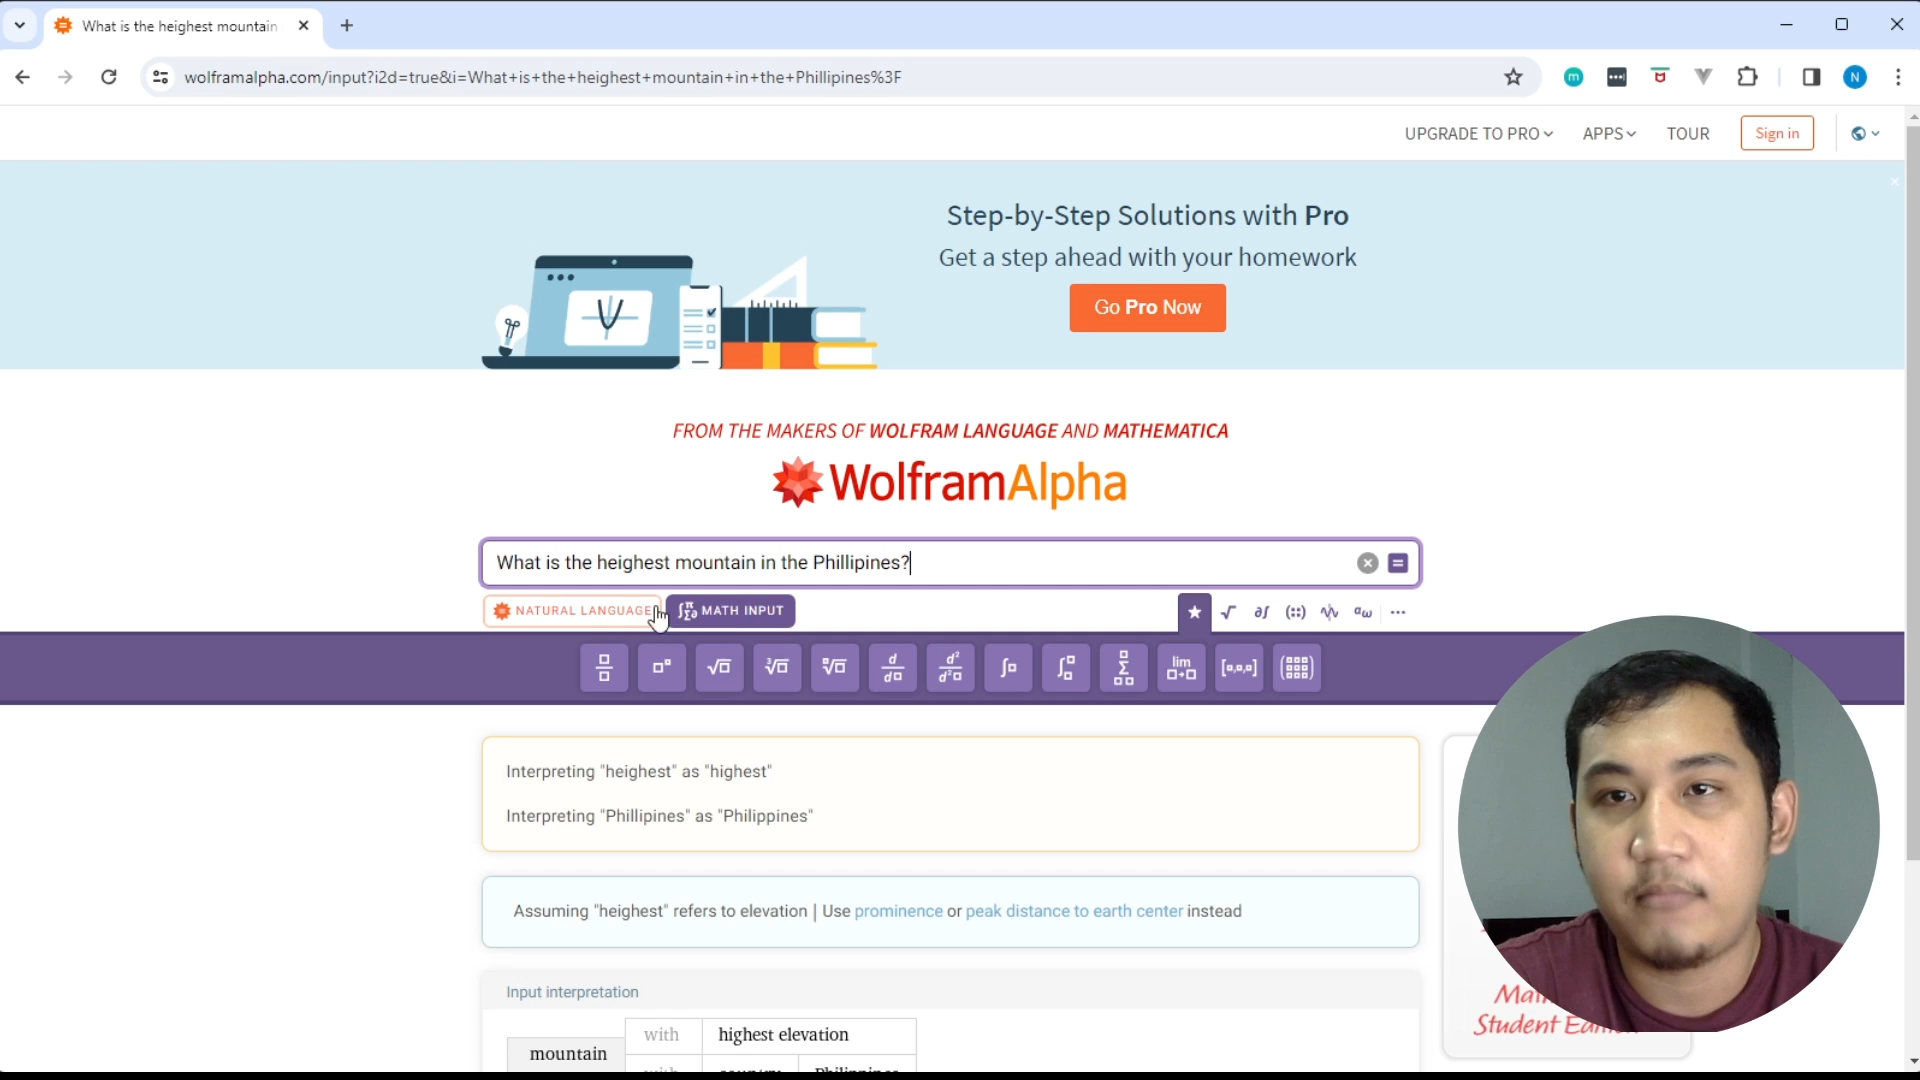 What is the heighest mountain
wolframalpha.com/input?i2d=true&i=What+is+the+heighest+mountain+in+the+Phillipines%3F
m
N
UPGRADE TO PRO
APPS
TOUR
Sign in
Step-by-Step Solutions with Pro
Get a step ahead with your homework
Go Pro Now
FROM THE MAKERS OF WOLFRAM LANGUAGE AND MATHEMATICA
WolframAlpha
What is the heighest mountain in the Phillipines?
NATURAL LANGUAGE
MATH INPUT
Interpreting "heighest" as "highest"
Interpreting "Phillipines" as "Philippines"
Assuming "heighest" refers to elevation | Use prominence or peak distance to earth center instead
Input interpretation
mountain
with
highest elevation
with
country
Philippines
Student